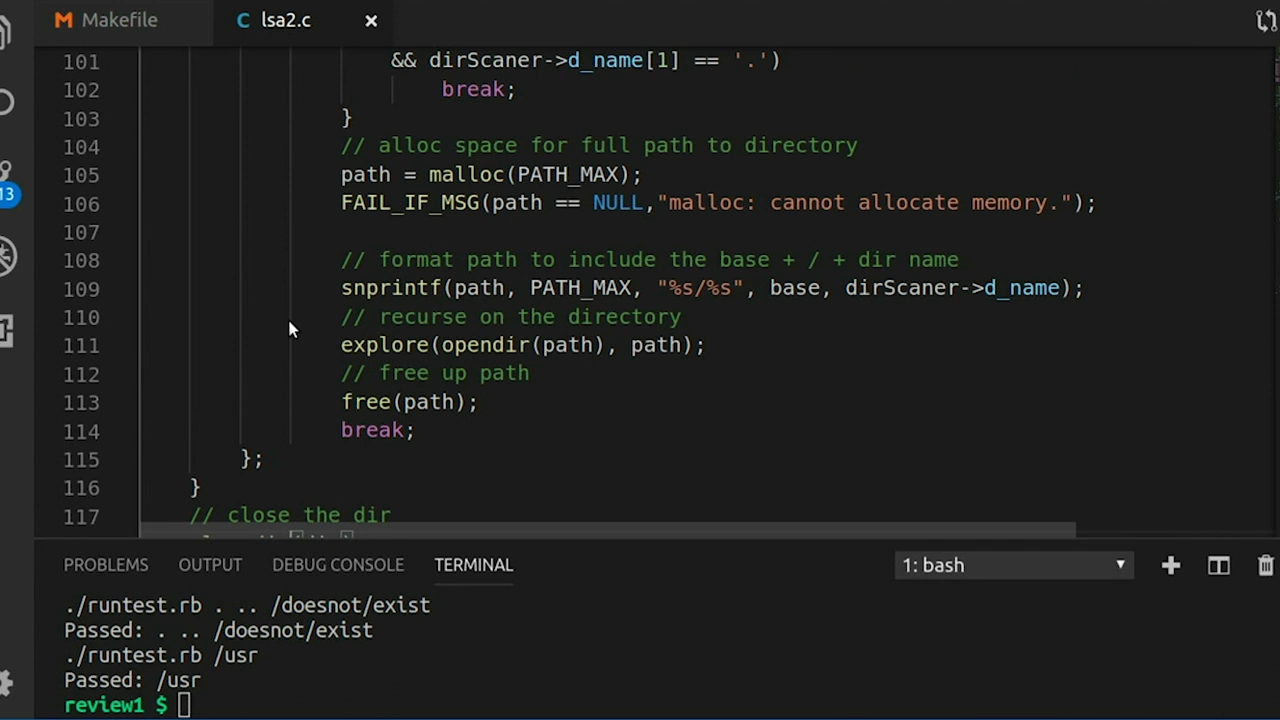 Makefile
C lsa2.c ×
101 && dirScaner->d_name[1] == '.')
102 break;
103 }
104 // alloc space for full path to directory
105 path = malloc(PATH_MAX);
106 FAIL_IF_MSG(path == NULL,"malloc: cannot allocate memory.");
107
108 // format path to include the base + / + dir name
109 snprintf(path, PATH_MAX, "%s/%s", base, dirScaner->d_name);
110 // recurse on the directory
111 explore(opendir(path), path);
112 // free up path
113 free(path);
114 break;
115 };
116 }
117 // close the dir
13
PROBLEMS OUTPUT DEBUG CONSOLE TERMINAL 1: bash
./runtest.rb . .. /doesnot/exist
Passed: . .. /doesnot/exist
./runtest.rb /usr
Passed: /usr
review1 $